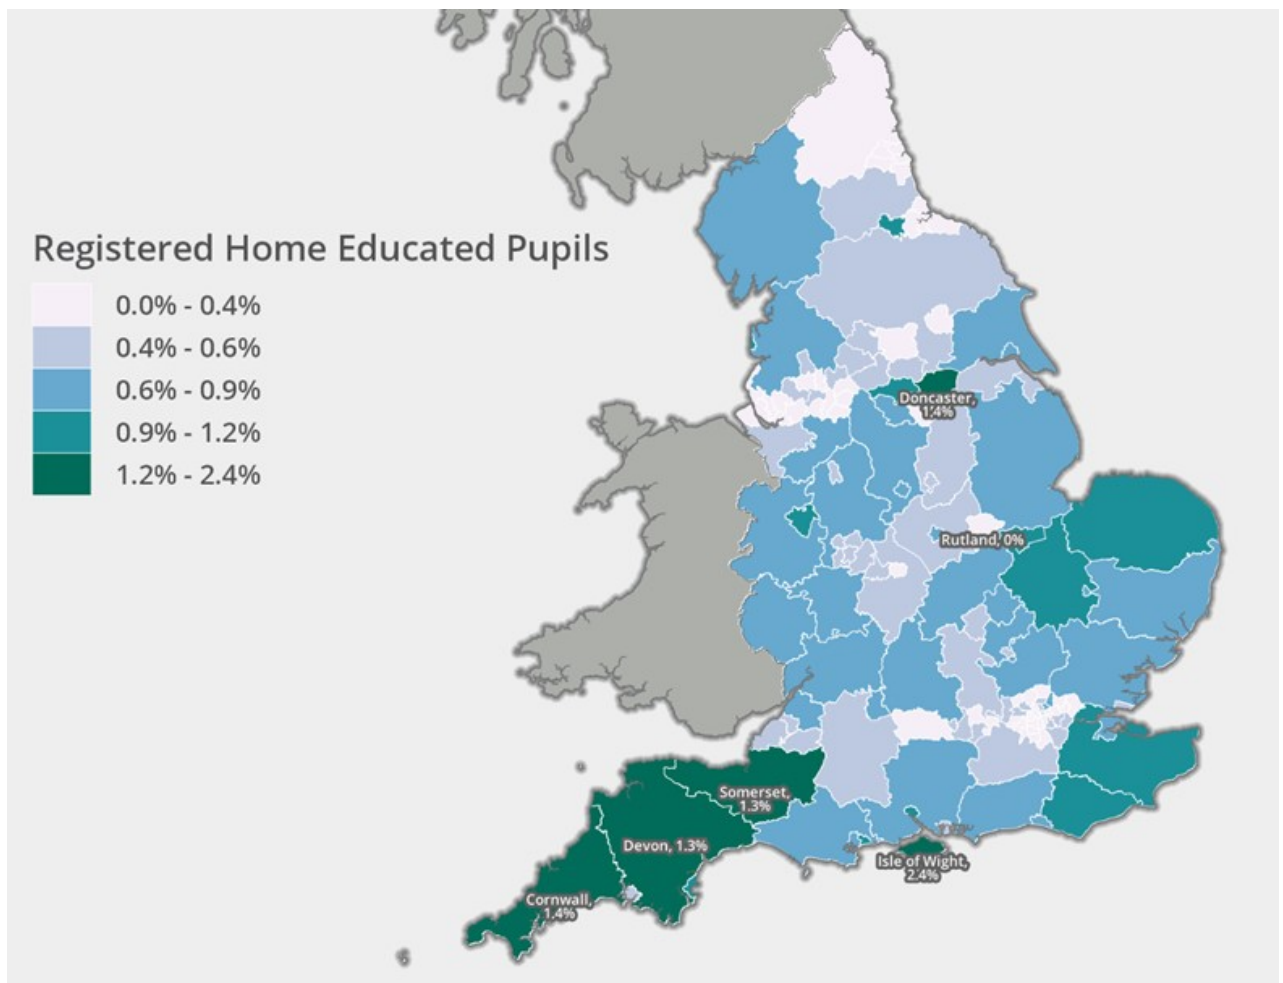 Registered Home Educated Pupils
0.0% - 0.4%
0.4% - 0.6%
0.6% - 0.9%
0.9% - 1.2%
1.2% - 2.4%
Doncaster,
1.4%
Rutland, 0%
Somerset,
1.3%
Devon, 1.3%
Isle of Wight,
2.4%
Cornwall,
1.4%